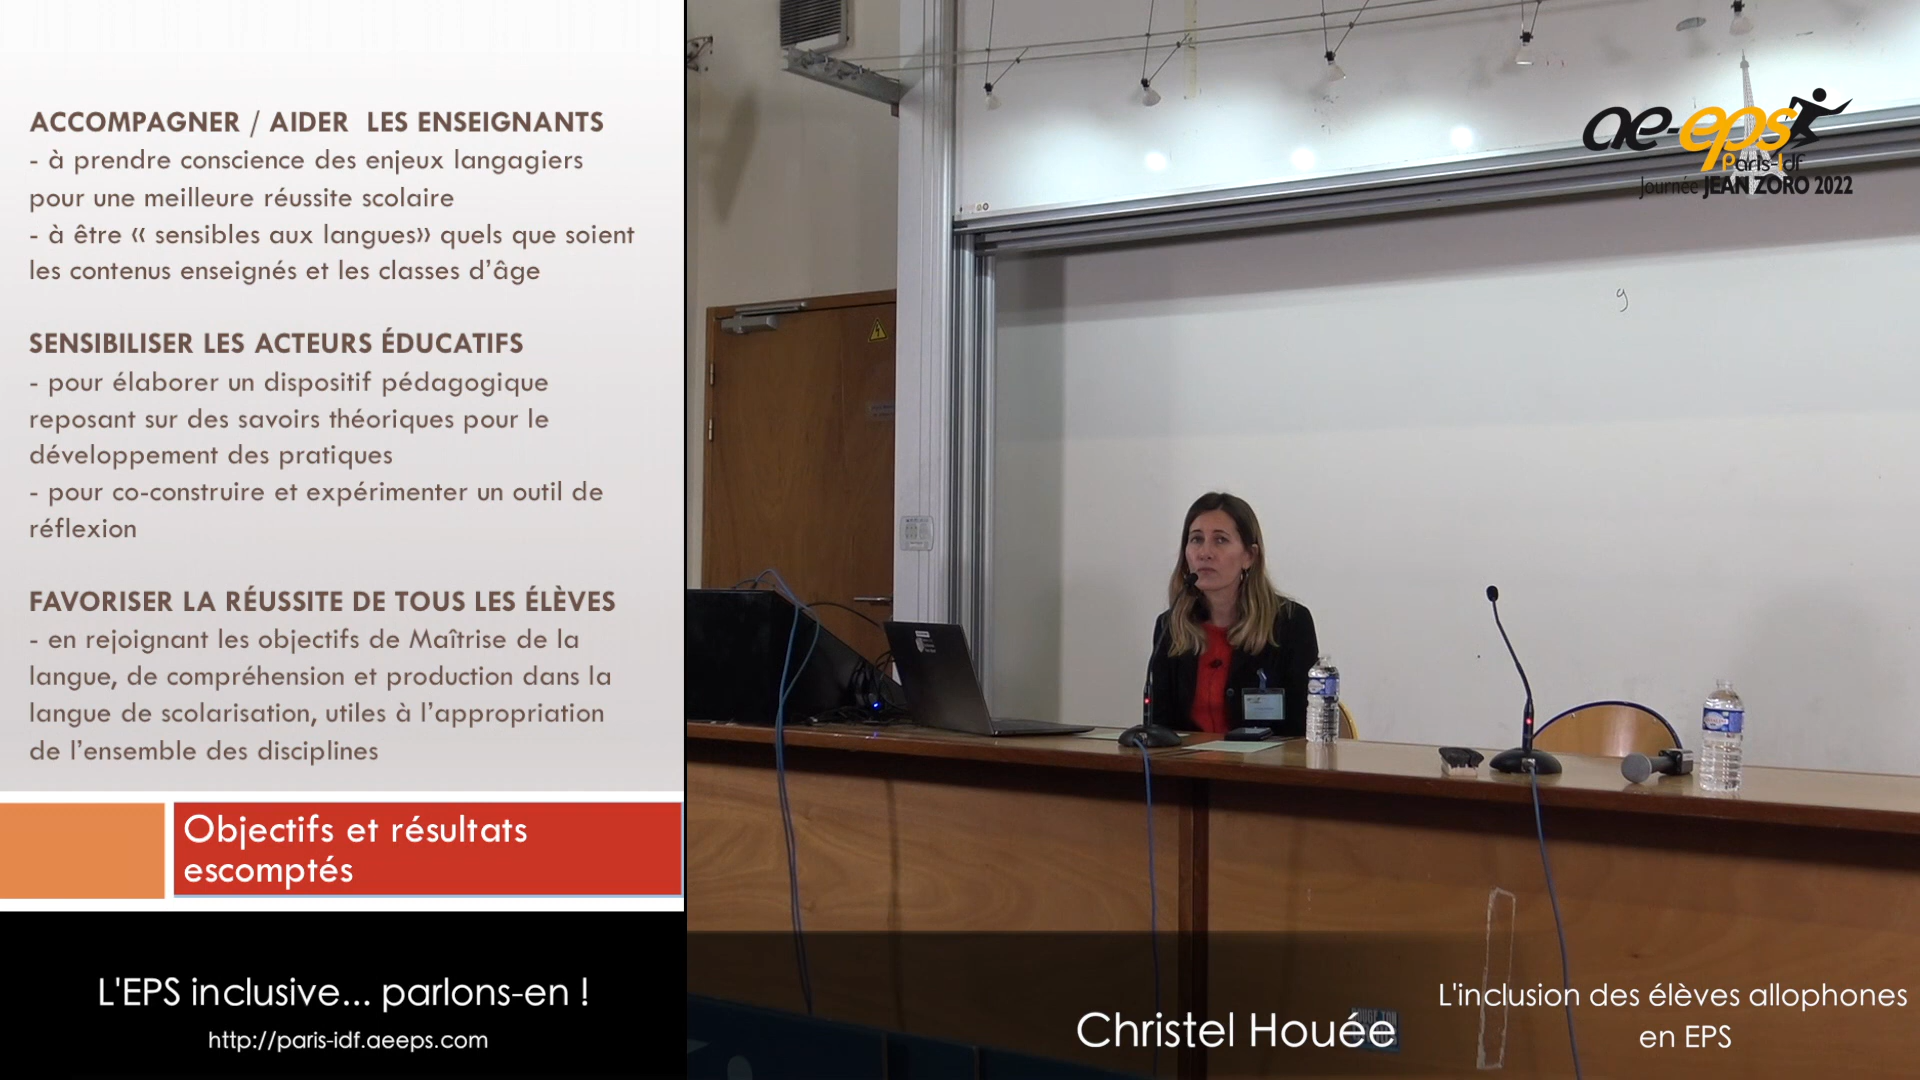 ACCOMPAGNER / AIDER  LES ENSEIGNANTS
- à prendre conscience des enjeux langagiers
pour une meilleure réussite scolaire
- à être « sensibles aux langues» quels que soient
les contenus enseignés et les classes d'âge
SENSIBILISER LES ACTEURS ÉDUCATIFS
- pour élaborer un dispositif pédagogique
reposant sur des savoirs théoriques pour le
développement des pratiques
- pour co-construire et expérimenter un outil de
réflexion
FAVORISER LA RÉUSSITE DE TOUS LES ÉLÈVES
- en rejoignant les objectifs de Maîtrise de la
langue, de compréhension et production dans la
langue de scolarisation, utiles à l'appropriation
de l'ensemble des disciplines
Objectifs et résultats
escomptés
L'EPS inclusive... parlons-en !
http://paris-idf.aeeps.com
ae-eps
Paris-Idf
Journée JEAN ZORO 2022
Christel Houée
L'inclusion des élèves allophones
en EPS